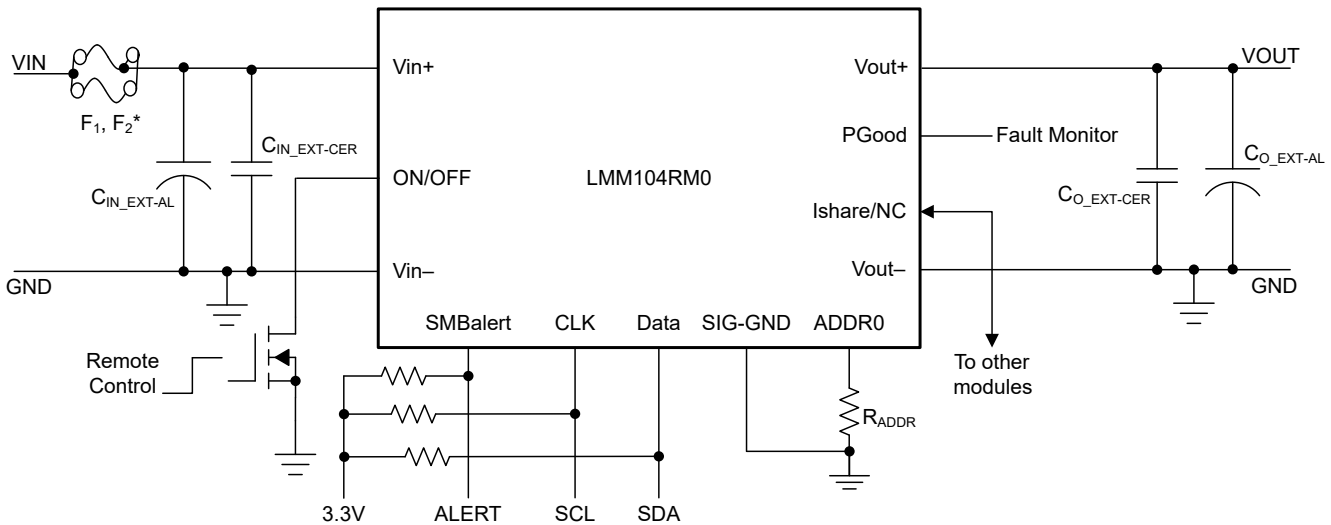 VIN
F1, F2*
CIN_EXT-AL
CIN_EXT-CER
GND
Remote
Control
Vin+
ON/OFF
Vin–
LMM104RM0
Vout+
PGood
Ishare/NC
Vout–
SMBalert CLK Data SIG-GND ADDR0
Fault Monitor
VOUT
CO_EXT-CER
CO_EXT-AL
GND
To other
modules
RADDR
3.3V ALERT SCL SDA